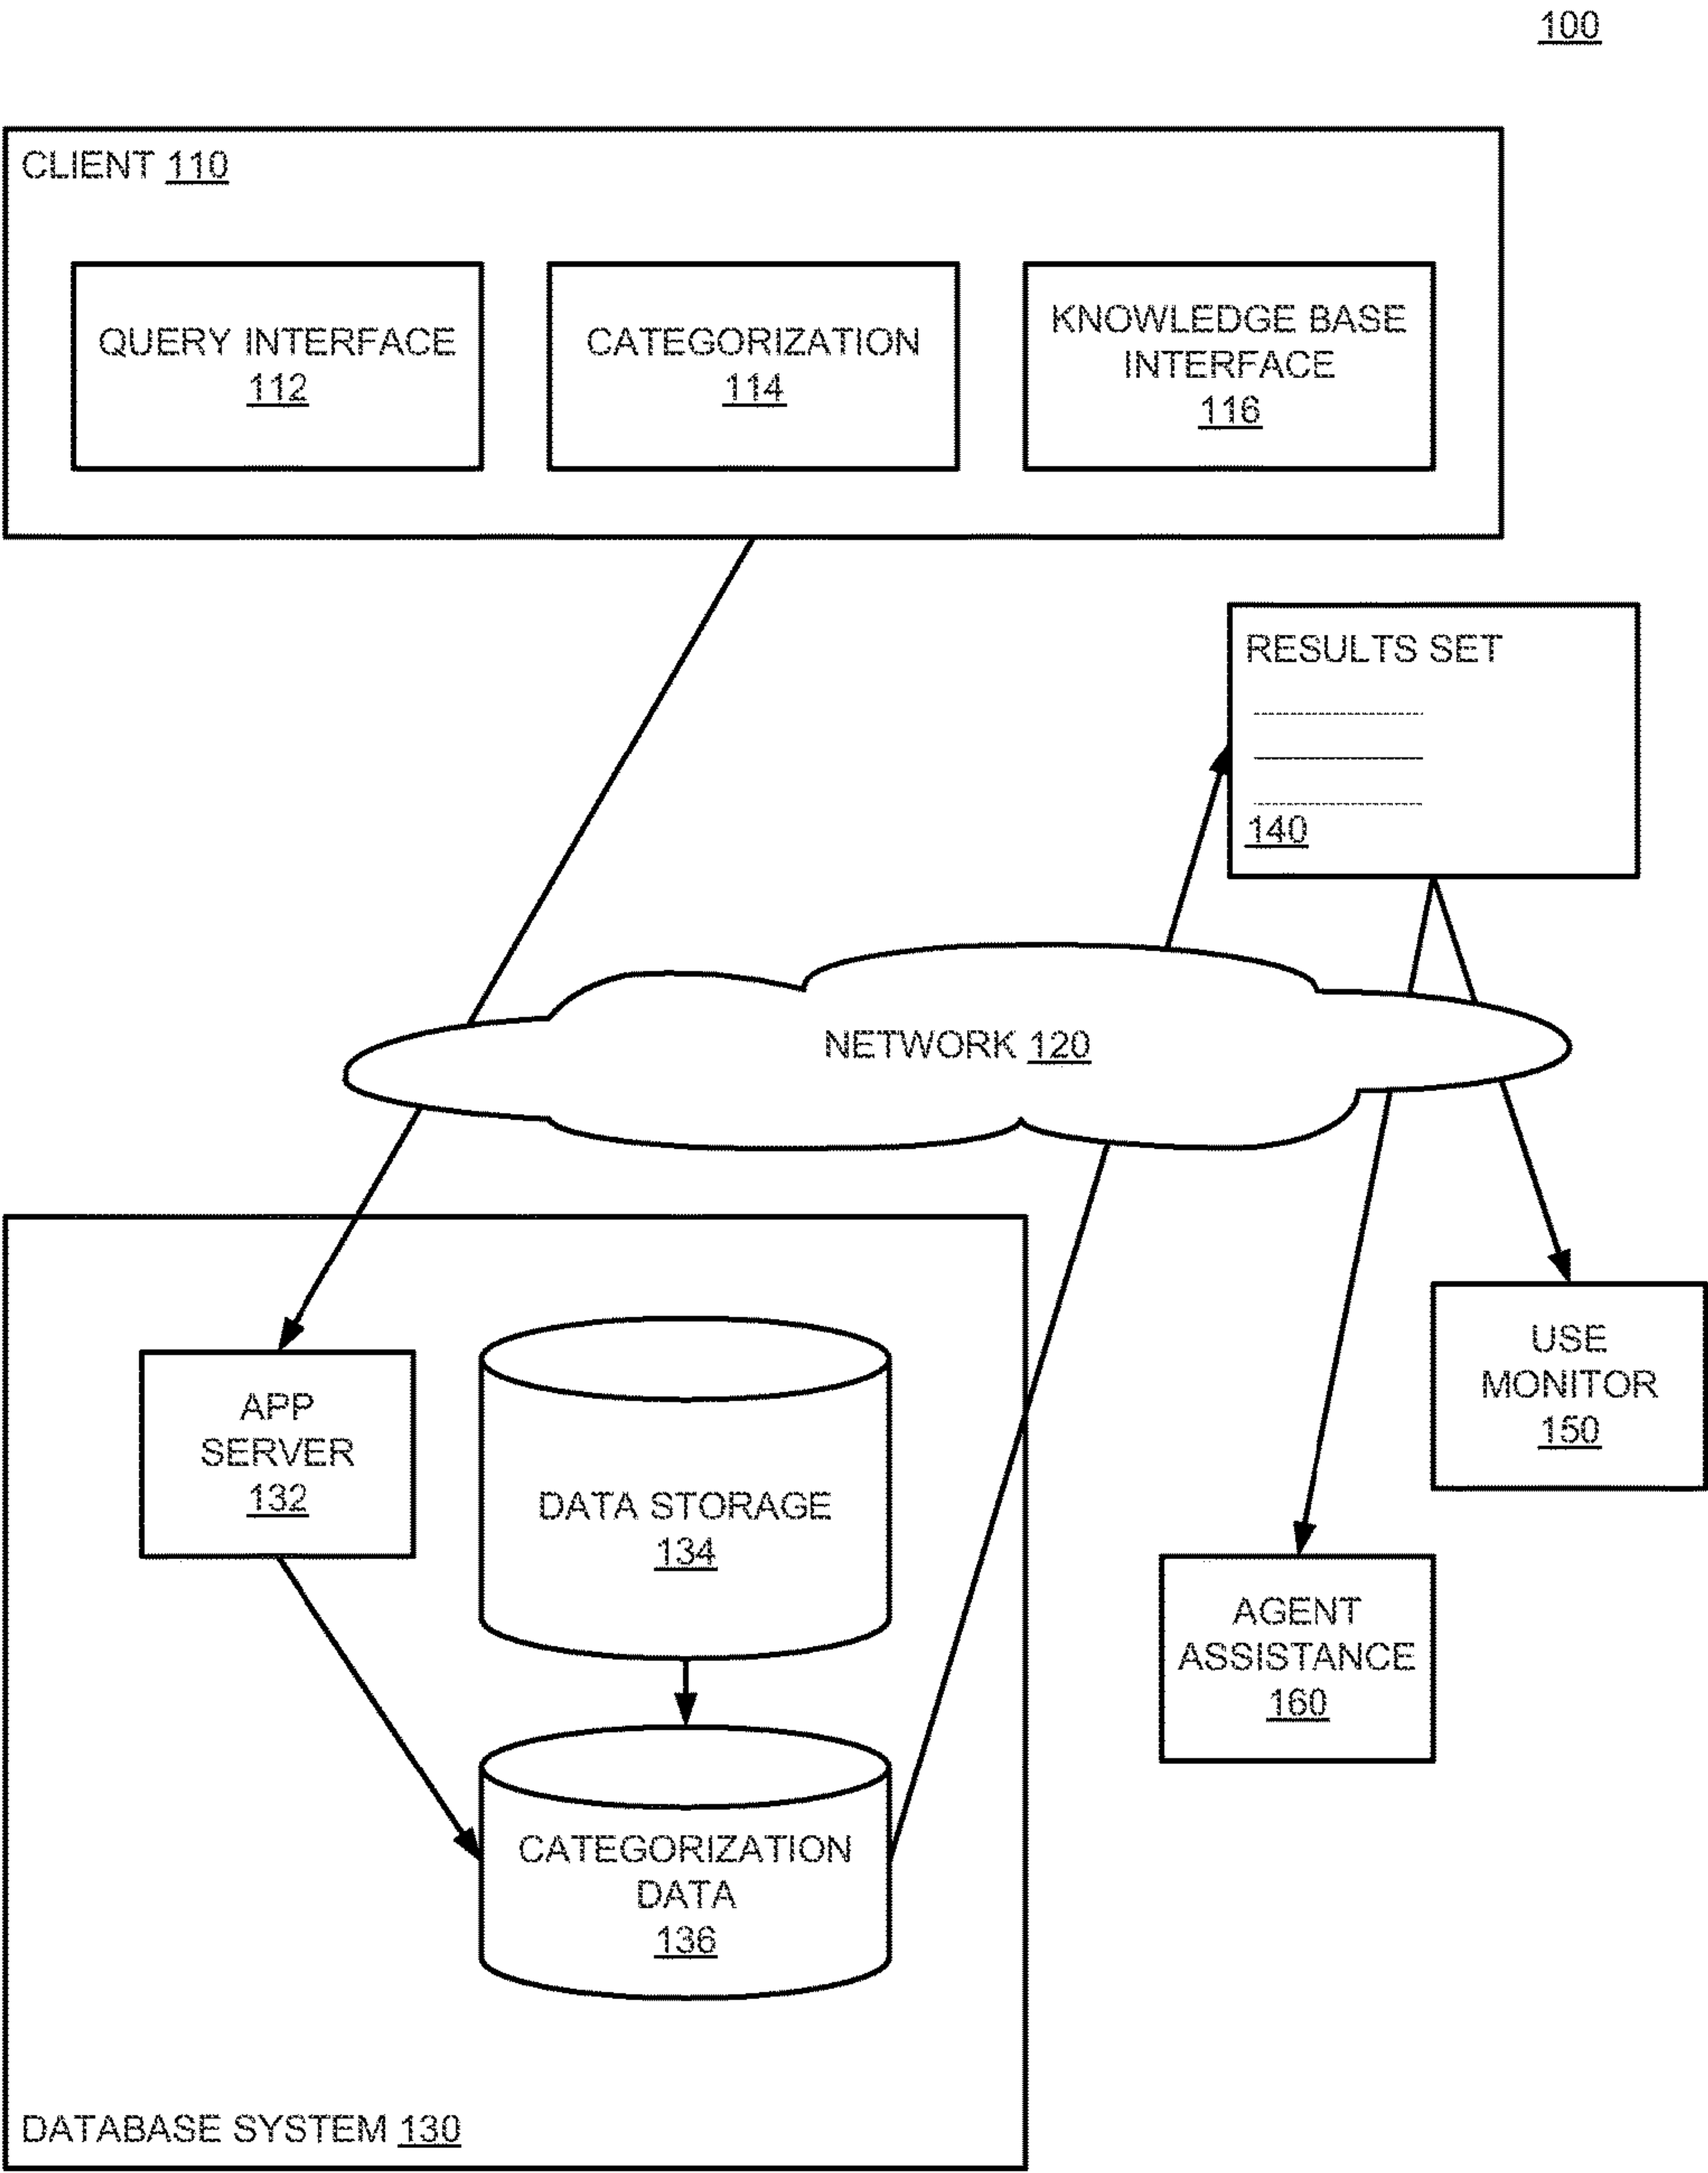 100
CLIENT 110
QUERY INTERFACE
112
CATEGORIZATION
114
KNOWLEDGE BASE
INTERFACE
116
RESULTS SET
140
NETWORK 120
APP
SERVER
132
DATA STORAGE
134
CATEGORIZATION
DATA
136
USE
MONITOR
150
AGENT
ASSISTANCE
160
DATABASE SYSTEM 130